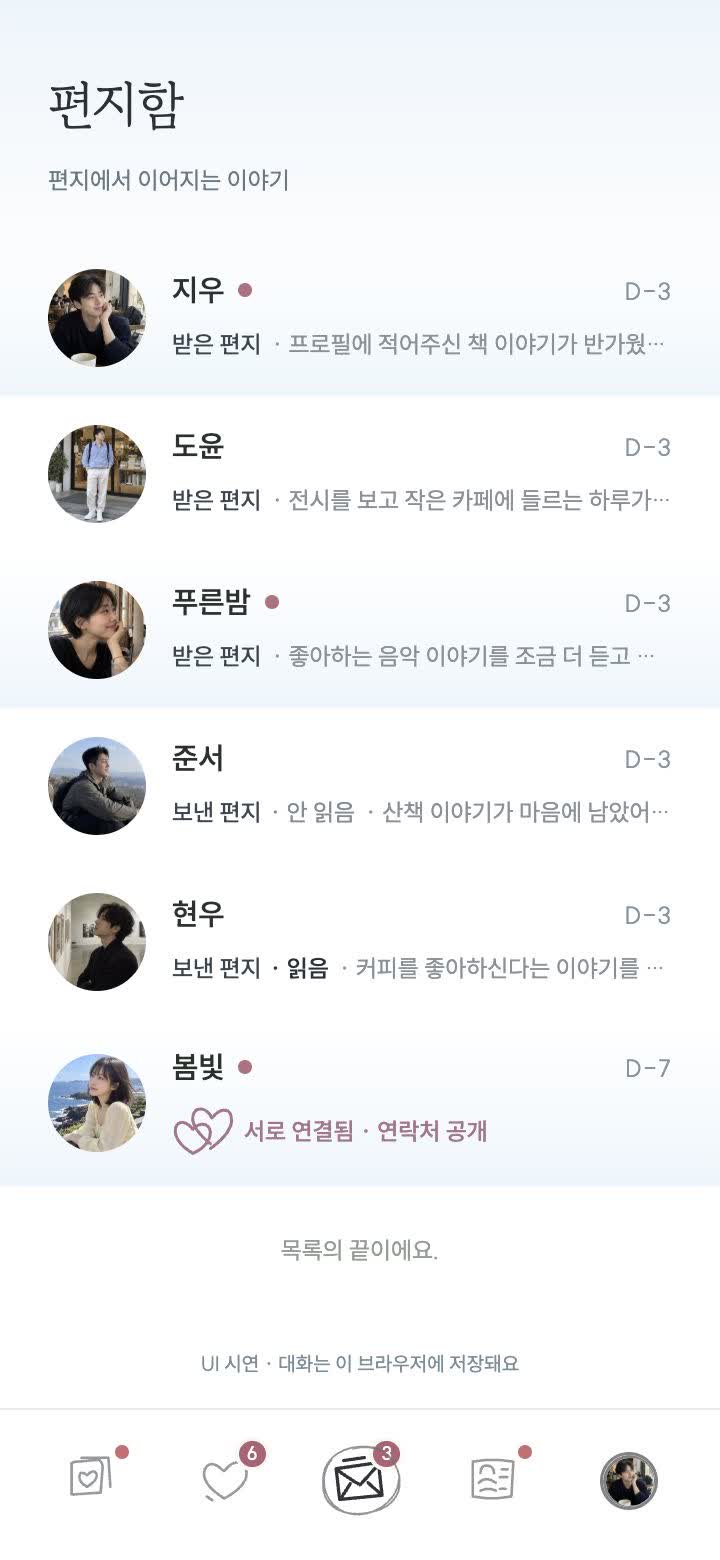 편지함
편지에서 이어지는 이야기
지우
D-3
받은 편지 · 프로필에 적어주신 책 이야기가 반가웠…
도윤
D-3
받은 편지 · 전시를 보고 작은 카페에 들르는 하루가…
푸른밤
D-3
받은 편지 · 좋아하는 음악 이야기를 조금 더 듣고 …
준서
D-3
보낸 편지 · 안 읽음 · 산책 이야기가 마음에 남았어…
현우
D-3
보낸 편지 · 읽음 · 커피를 좋아하신다는 이야기를 …
봄빛
D-7
서로 연결됨 · 연락처 공개
목록의 끝이에요.
UI 시연 · 대화는 이 브라우저에 저장돼요
6
3